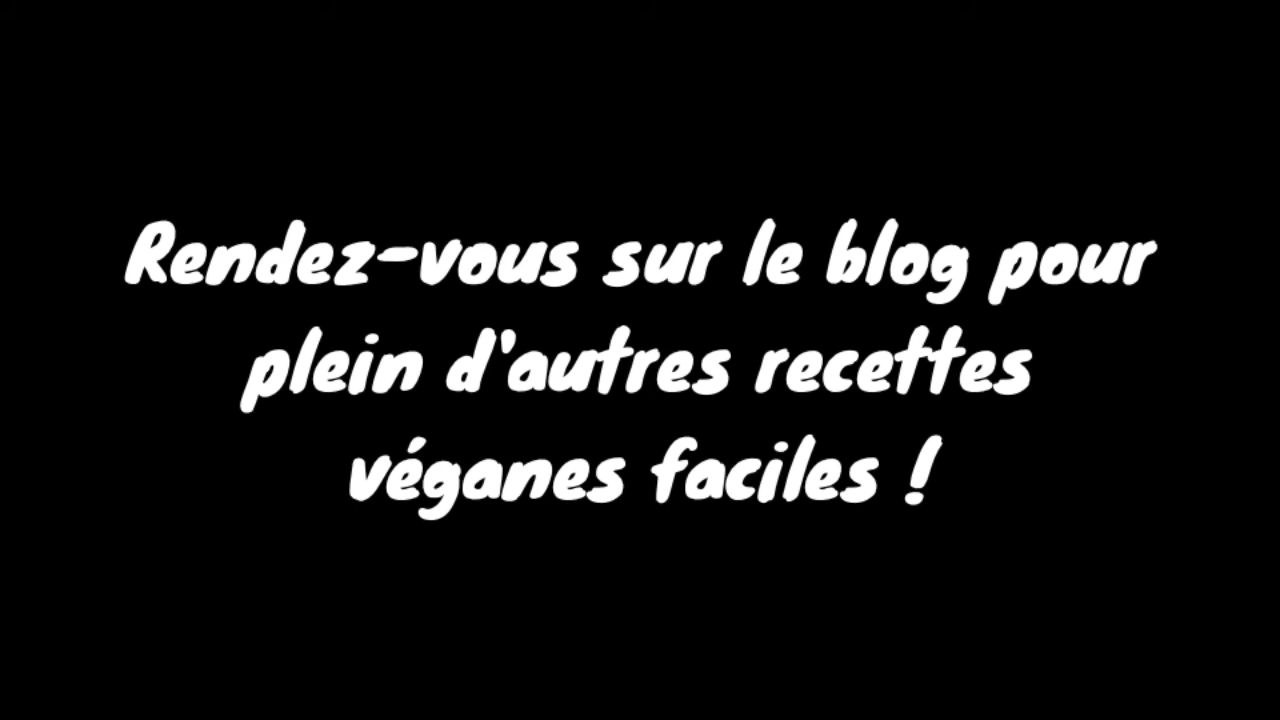 Rendez-vous sur le blog pour
plein d'autres recettes
véganes faciles !